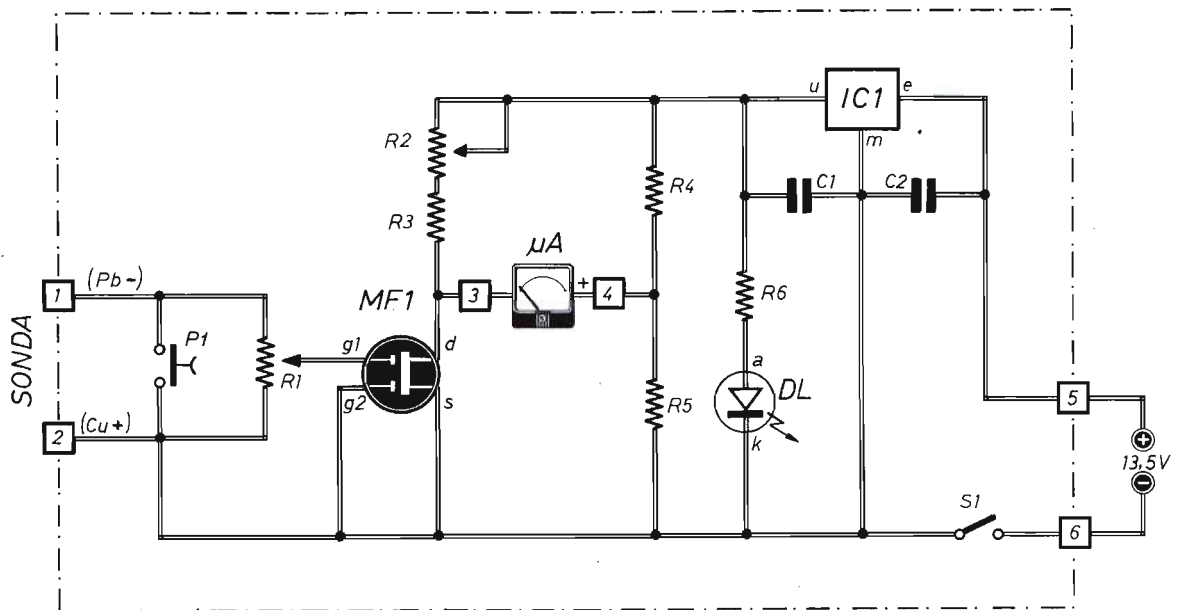 u
IC1
e
m
R2
C1
C2
R4
R3
μA
(Pb-)
1
3
+
4
R6
MF1
P1
g1
d
a
R1
SONDA
g2
s
R5
DL
5
(Cu+)
2
k
+
13,5V
−
S1
6